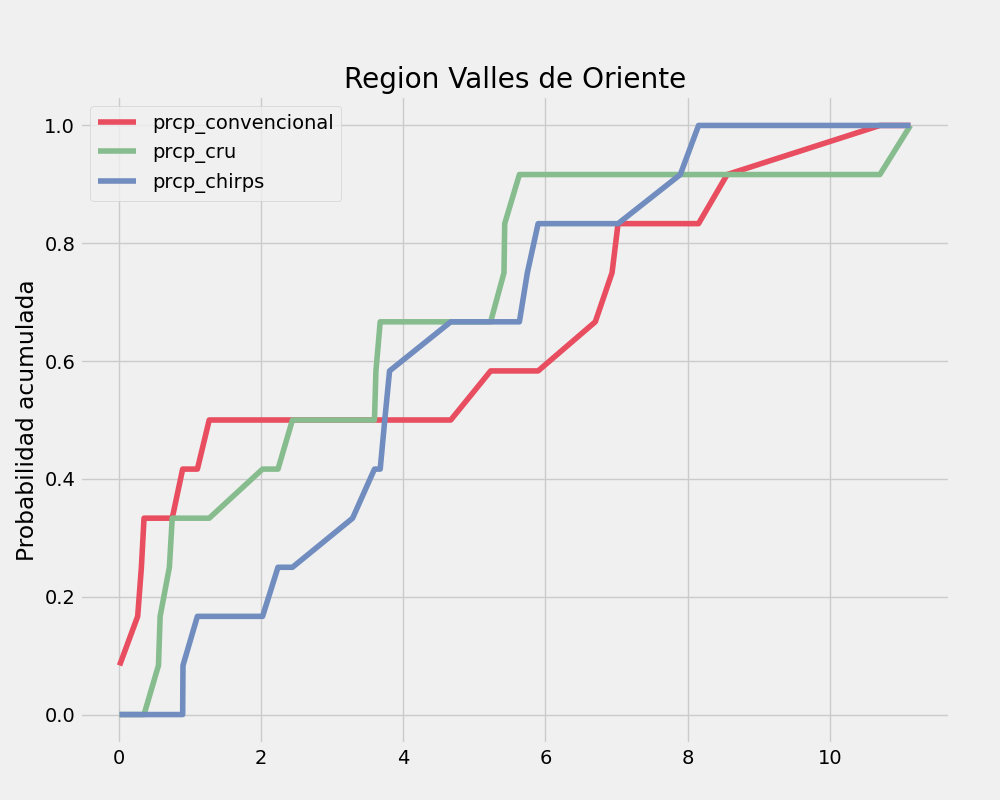 Region Valles de Oriente
prcp_convencional
prcp_cru
prcp_chirps
Probabilidad acumulada
1.0
0.8
0.6
0.4
0.2
0.0
0 2 4 6 8 10